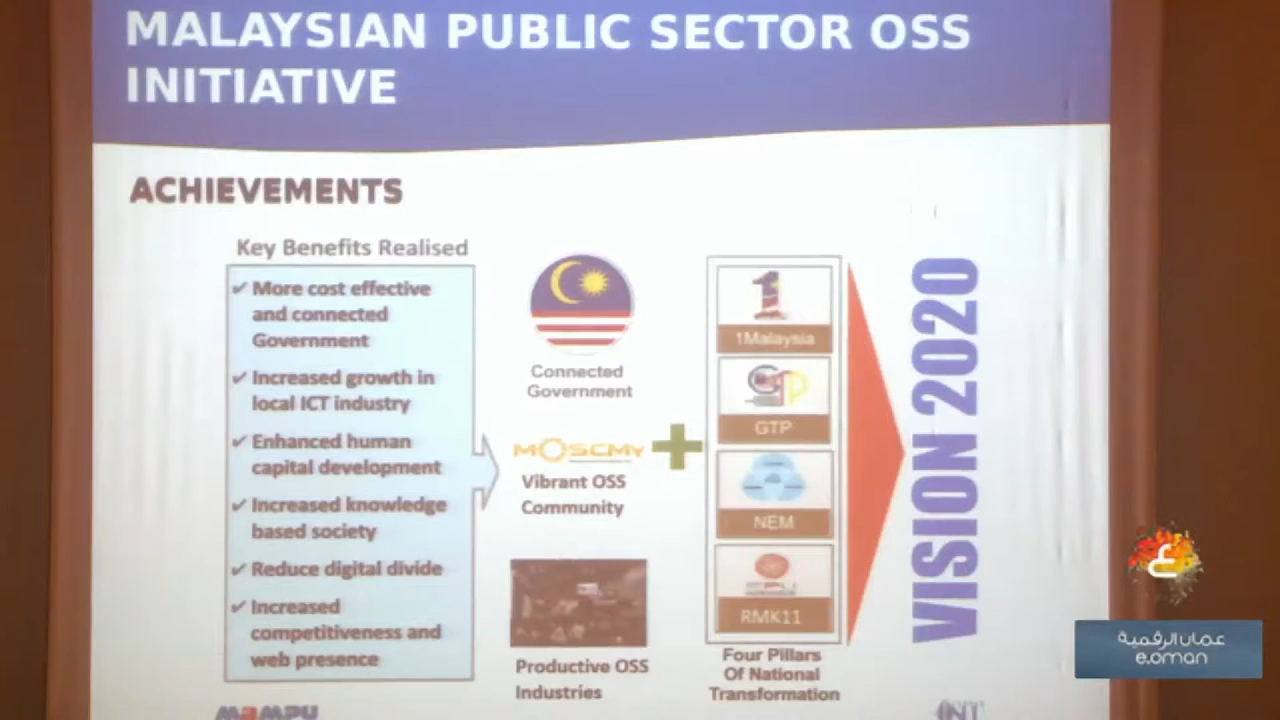 MALAYSIAN PUBLIC SECTOR OSS
INITIATIVE
ACHIEVEMENTS
Key Benefits Realised
✓ More cost effective
and connected
Government
✓ Increased growth in
local ICT industry
✓ Enhanced human
capital development
✓ Increased knowledge
based society
✓ Reduce digital divide
✓ Increased
competitiveness and
web presence
Connected
Government
MOSCMY
Vibrant OSS
Community
Productive OSS
Industries
1
1Malaysia
GTP
GTP
NEM
RMK11
Four Pillars
Of National
Transformation
VISION 2020
MAMPU
ع
عمان الرقمية
e.oman